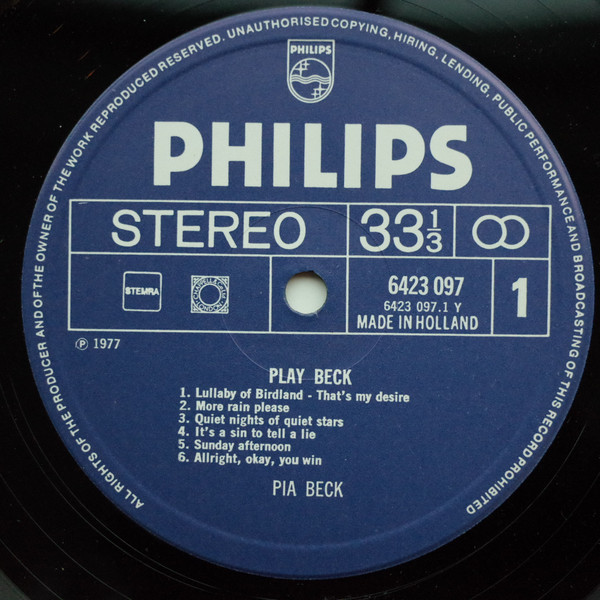 ALL RIGHTS OF THE PRODUCER AND OF THE OWNER OF THE WORK REPRODUCED RESERVED. UNAUTHORISED COPYING, HIRING, LENDING, PUBLIC PERFORMANCE AND BROADCASTING OF THIS RECORD PROHIBITED
PHILIPS
PHILIPS
STEREO
33 1/3
STEMRA
6423 097
6423 097.1 Y
MADE IN HOLLAND
1
℗ 1977
PLAY BECK
1. Lullaby of Birdland - That's my desire
2. More rain please
3. Quiet nights of quiet stars
4. It's a sin to tell a lie
5. Sunday afternoon
6. Allright, okay, you win
PIA BECK